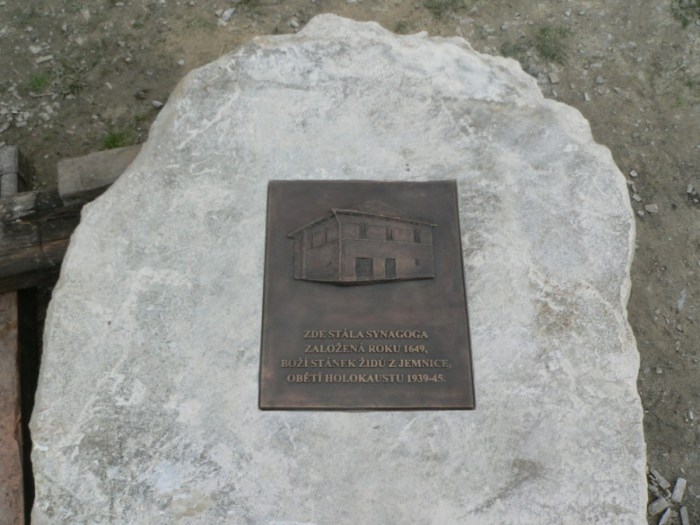 ZDE STÁLA SYNAGOGA
ZALOŽENÁ ROKU 1649,
BOŽÍ STÁNEK ŽIDŮ Z JEMNICE,
OBĚTÍ HOLOKAUSTU 1939-45.